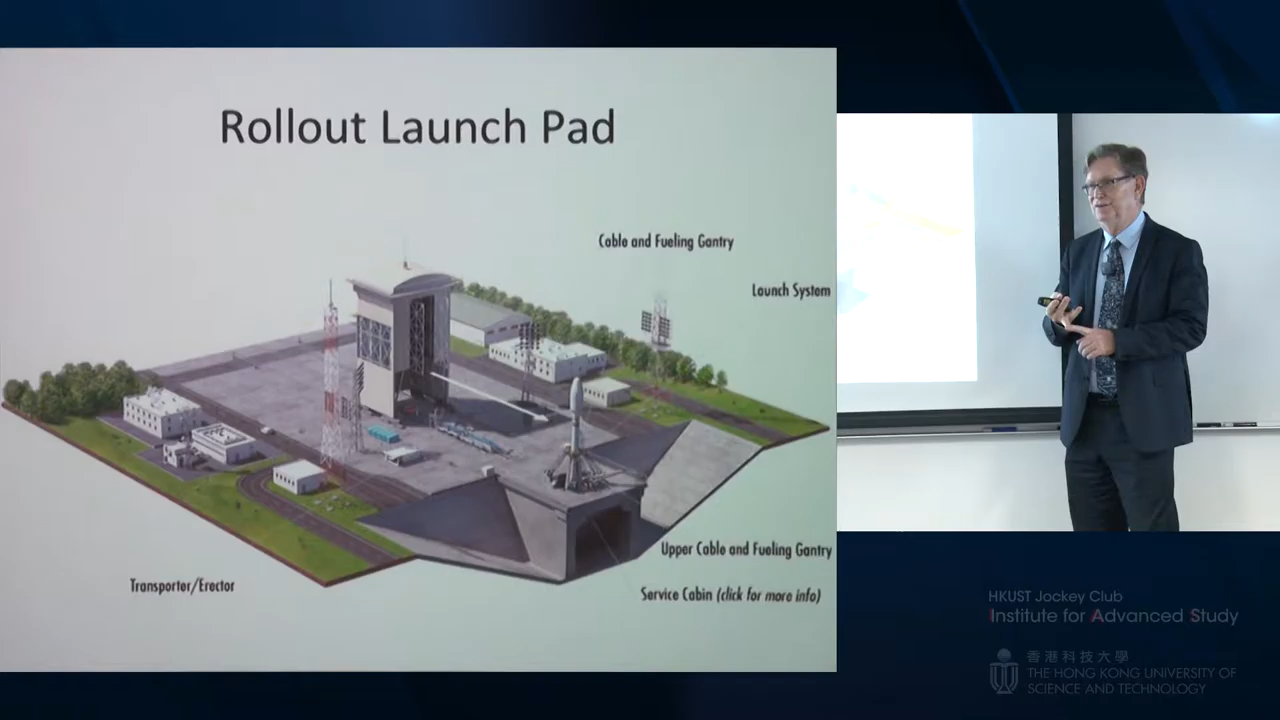 Rollout Launch Pad
Cable and Fueling Gantry
Launch System
Upper Cable and Fueling Gantry
Service Cabin (click for more info)
Transporter/Erector
HKUST Jockey Club
Institute for Advanced Study
香港科技大學
THE HONG KONG UNIVERSITY OF
SCIENCE AND TECHNOLOGY